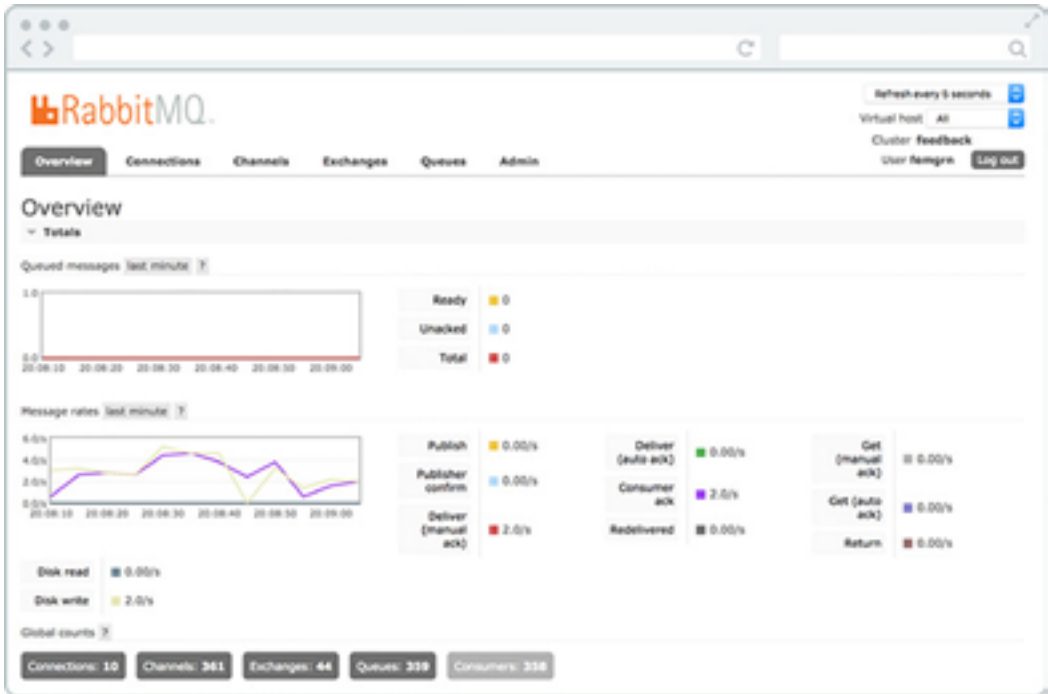 RabbitMQ.
Refresh every 5 seconds
Virtual host All
Cluster feedback
User femgrn Log out
Overview Connections Channels Exchanges Queues Admin
Overview
Totals
Queued messages last minute ?
1.0
0.0
20:08:10 20:08:20 20:08:30 20:08:40 20:08:50 20:09:00
Ready 0
Unacked 0
Total 0
Message rates last minute ?
6.0/s
4.0/s
2.0/s
0.0/s
20:08:10 20:08:20 20:08:30 20:08:40 20:08:50 20:09:00
Publish 0.00/s
Publisher
confirm 0.00/s
Deliver
(manual 2.0/s
ack)
Deliver
(auto ack) 0.00/s
Consumer
ack 2.0/s
Redelivered 0.00/s
Get
(manual 0.00/s
ack)
Get (auto
ack) 0.00/s
Return 0.00/s
Disk read 0.00/s
Disk write 2.0/s
Global counts ?
Connections: 10 Channels: 361 Exchanges: 44 Queues: 359 Consumers: 358